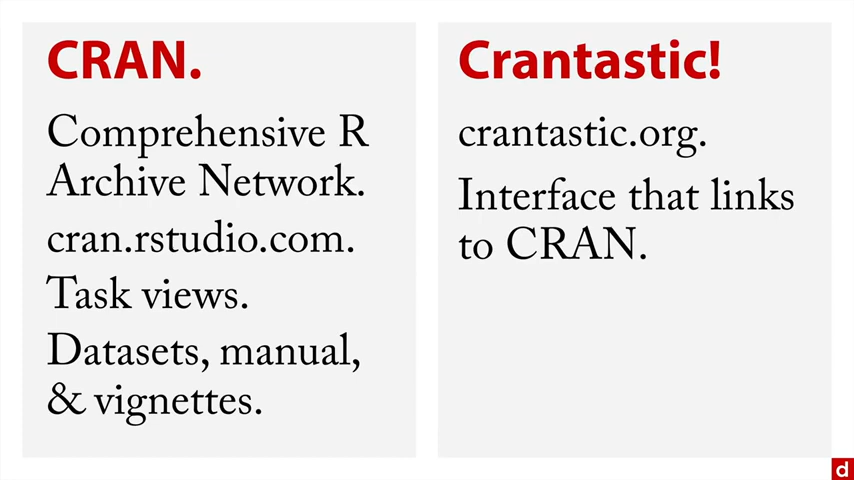 CRAN.
Comprehensive R
Archive Network.
cran.rstudio.com.
Task views.
Datasets, manual,
& vignettes.
Crantastic!
crantastic.org.
Interface that links
to CRAN.
d